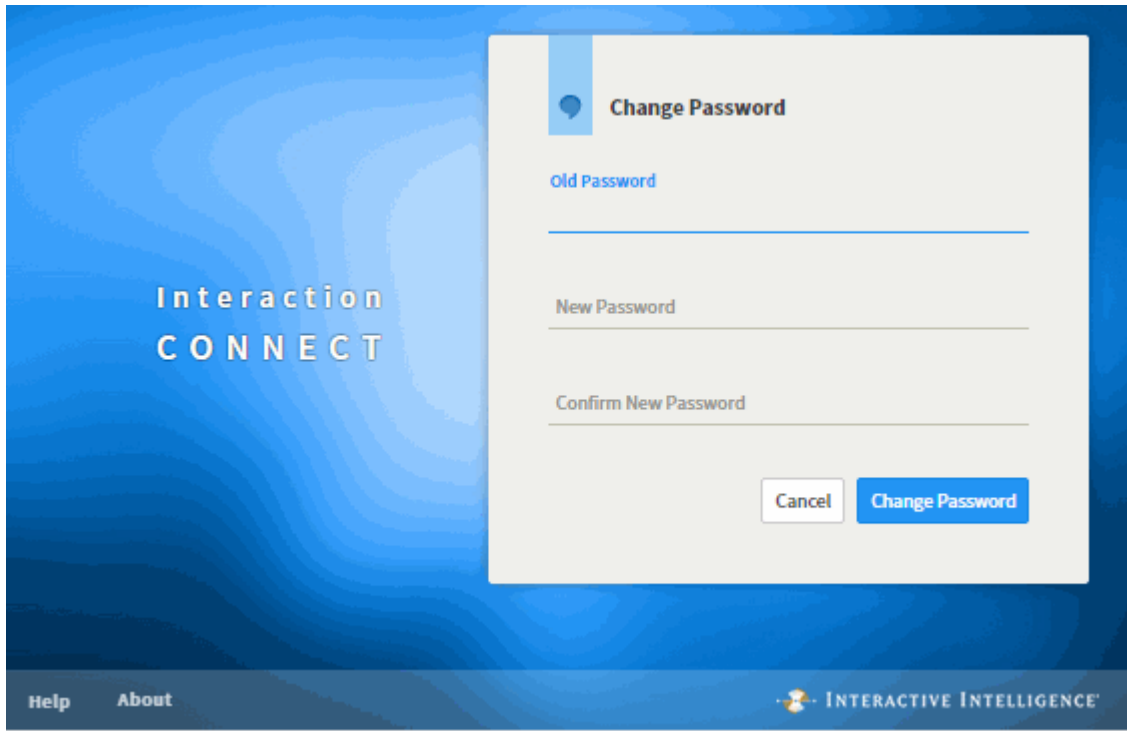 Interaction
CONNECT
Change Password
Old Password
New Password
Confirm New Password
Cancel Change Password
Help About INTERACTIVE INTELLIGENCE